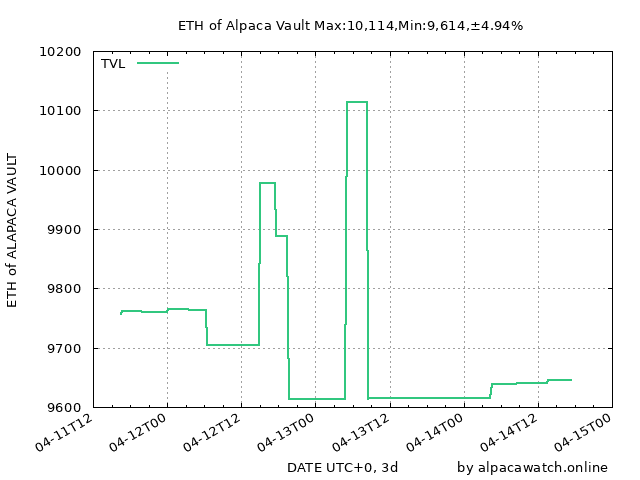 ETH of Alpaca Vault Max:10,114,Min:9,614,±4.94%
TVL
10200
10100
10000
9900
9800
9700
9600
ETH of ALAPACA VAULT
04-11T12
04-12T00
04-12T12
04-13T00
04-13T12
04-14T00
04-14T12
04-15T00
DATE UTC+0, 3d
by alpacawatch.online